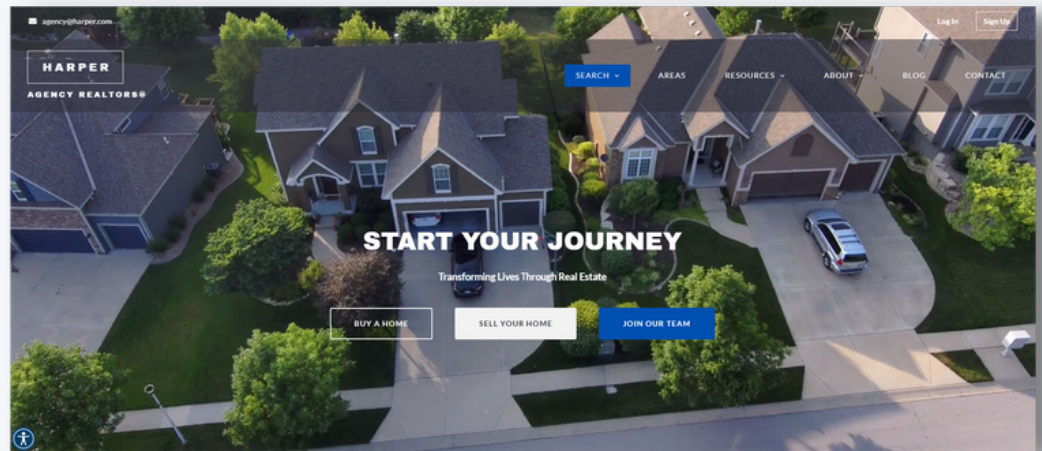 agency@harper.com
Log In
Sign Up
HARPER
AGENCY REALTORS®
SEARCH
AREAS
RESOURCES
ABOUT
BLOG
CONTACT
START YOUR JOURNEY
Transforming Lives Through Real Estate
BUY A HOME
SELL YOUR HOME
JOIN OUR TEAM